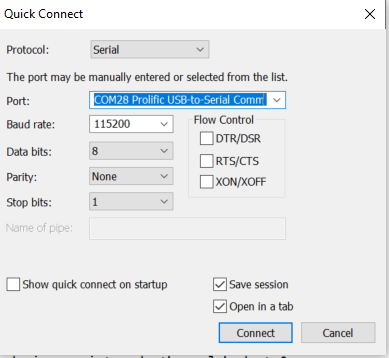 Quick Connect
Protocol: Serial
The port may be manually entered or selected from the list.
Port: COM28 Prolific USB-to-Serial Comm
Baud rate: 115200 Flow Control
DTR/DSR
Data bits: 8
RTS/CTS
Parity: None
XON/XOFF
Stop bits: 1
Name of pipe:
Show quick connect on startup Save session
Open in a tab
Connect Cancel